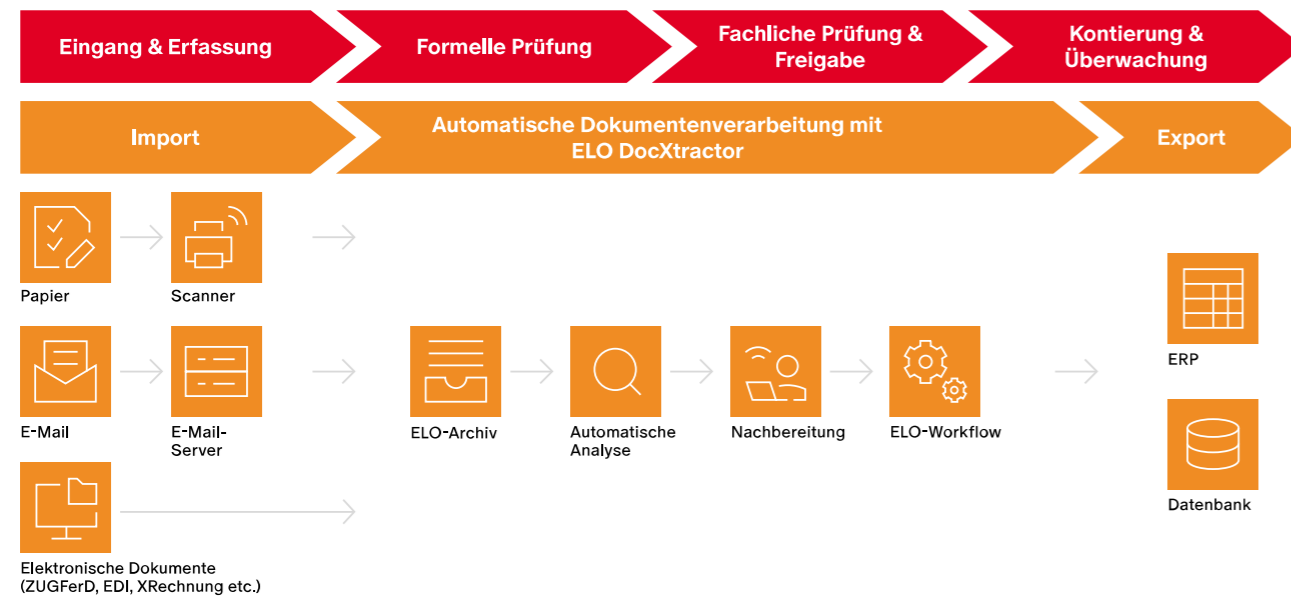 Eingang & Erfassung
Formelle Prüfung
Fachliche Prüfung &
Freigabe
Kontierung &
Überwachung
Import
Automatische Dokumentenverarbeitung mit
ELO DocXtractor
Export
Papier
Scanner
E-Mail
E-Mail-
Server
Elektronische Dokumente
(ZUGFerD, EDI, XRechnung etc.)
ELO-Archiv
Automatische
Analyse
Nachbereitung
ELO-Workflow
ERP
Datenbank